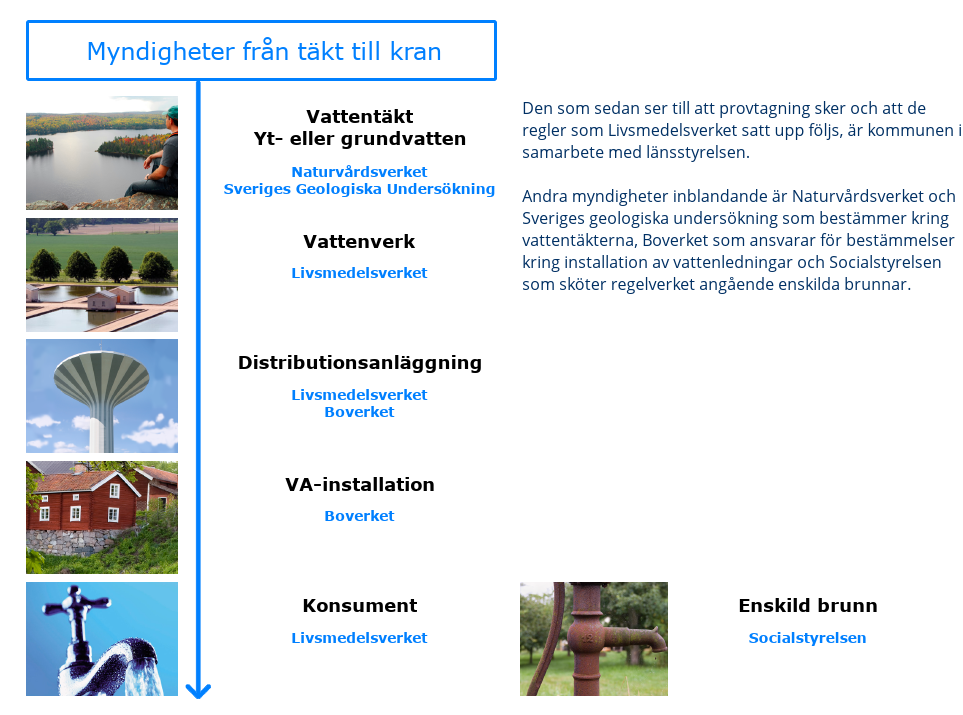 Myndigheter från täkt till kran
Vattentäkt
Yt- eller grundvatten
Naturvårdsverket
Sveriges Geologiska Undersökning
Vattenverk
Livsmedelsverket
Distributionsanläggning
Livsmedelsverket
Boverket
VA-installation
Boverket
Konsument
Livsmedelsverket
Den som sedan ser till att provtagning sker och att de
regler som Livsmedelsverket satt upp följs, är kommunen i
samarbete med länsstyrelsen.
Andra myndigheter inblandande är Naturvårdsverket och
Sveriges geologiska undersökning som bestämmer kring
vattentäkterna, Boverket som ansvarar för bestämmelser
kring installation av vattenledningar och Socialstyrelsen
som sköter regelverket angående enskilda brunnar.
Enskild brunn
Socialstyrelsen